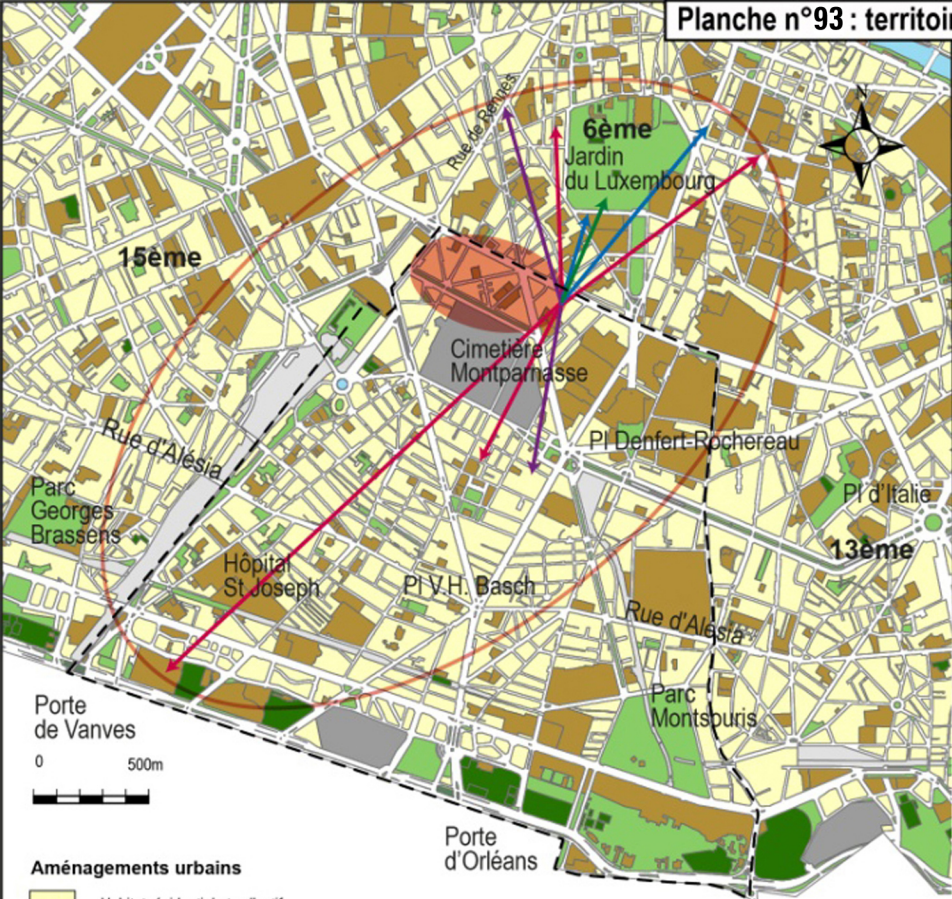 Planche n°93 : territoi
Rue de Rennes
N
6ème
Jardin
du Luxembourg
15ème
Cimetière
Montparnasse
Rue d'Alésia
Pl Denfert-Rochereau
Parc
Georges
Brassens
Pl d'Italie
13ème
Hôpital
St Joseph
Pl V.H. Basch
Rue d'Alésia
Parc
Montsouris
Porte
de Vanves
0 500m
Porte
d'Orléans
Aménagements urbains